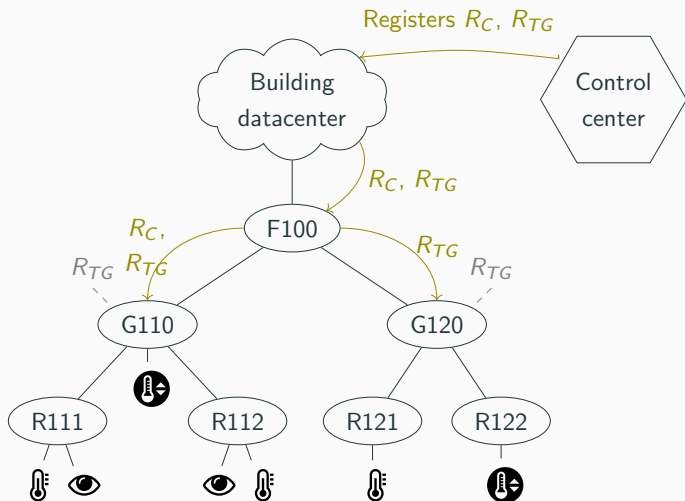 Registers R_C, R_TG
Building
datacenter
Control
center
R_C, R_TG
F100
R_C,
R_TG
R_TG
R_TG
R_TG
G110
G120
R111
R112
R121
R122